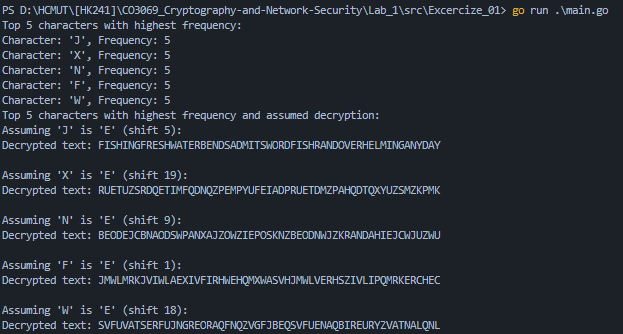 PS D:\HCMUT\[HK241]\CO3069_Cryptography-and-Network-Security\Lab_1\src\Excercize_01> go run .\main.go
Top 5 characters with highest frequency:
Character: 'J', Frequency: 5
Character: 'X', Frequency: 5
Character: 'N', Frequency: 5
Character: 'F', Frequency: 5
Character: 'W', Frequency: 5
Top 5 characters with highest frequency and assumed decryption:
Assuming 'J' is 'E' (shift 5):
Decrypted text: FISHINGFRESHWATERBENDSADMITSWORDFISHRANDOVERHELMINGANYDAY
Assuming 'X' is 'E' (shift 19):
Decrypted text: RUETUZSRDQETIMFQDNQZPEMPYUFEIADPRUETDMZPAHQDTQXYUZSMZKPMK
Assuming 'N' is 'E' (shift 9):
Decrypted text: BEODEJCBNAODSWPANXAJZOWZIEPOSKNZBEODNWJZKRANDAHIEJCWJUZWU
Assuming 'F' is 'E' (shift 1):
Decrypted text: JMWLMRKJVIWLAEXIVFIRHWEHQMXWASVHJMWLVERHSZIVLIPQMRKERCHEC
Assuming 'W' is 'E' (shift 18):
Decrypted text: SVFUVATSERFUJNGREORAQFNQZVGFJBEQSVFUENAQBIREURYZVATNALQNL